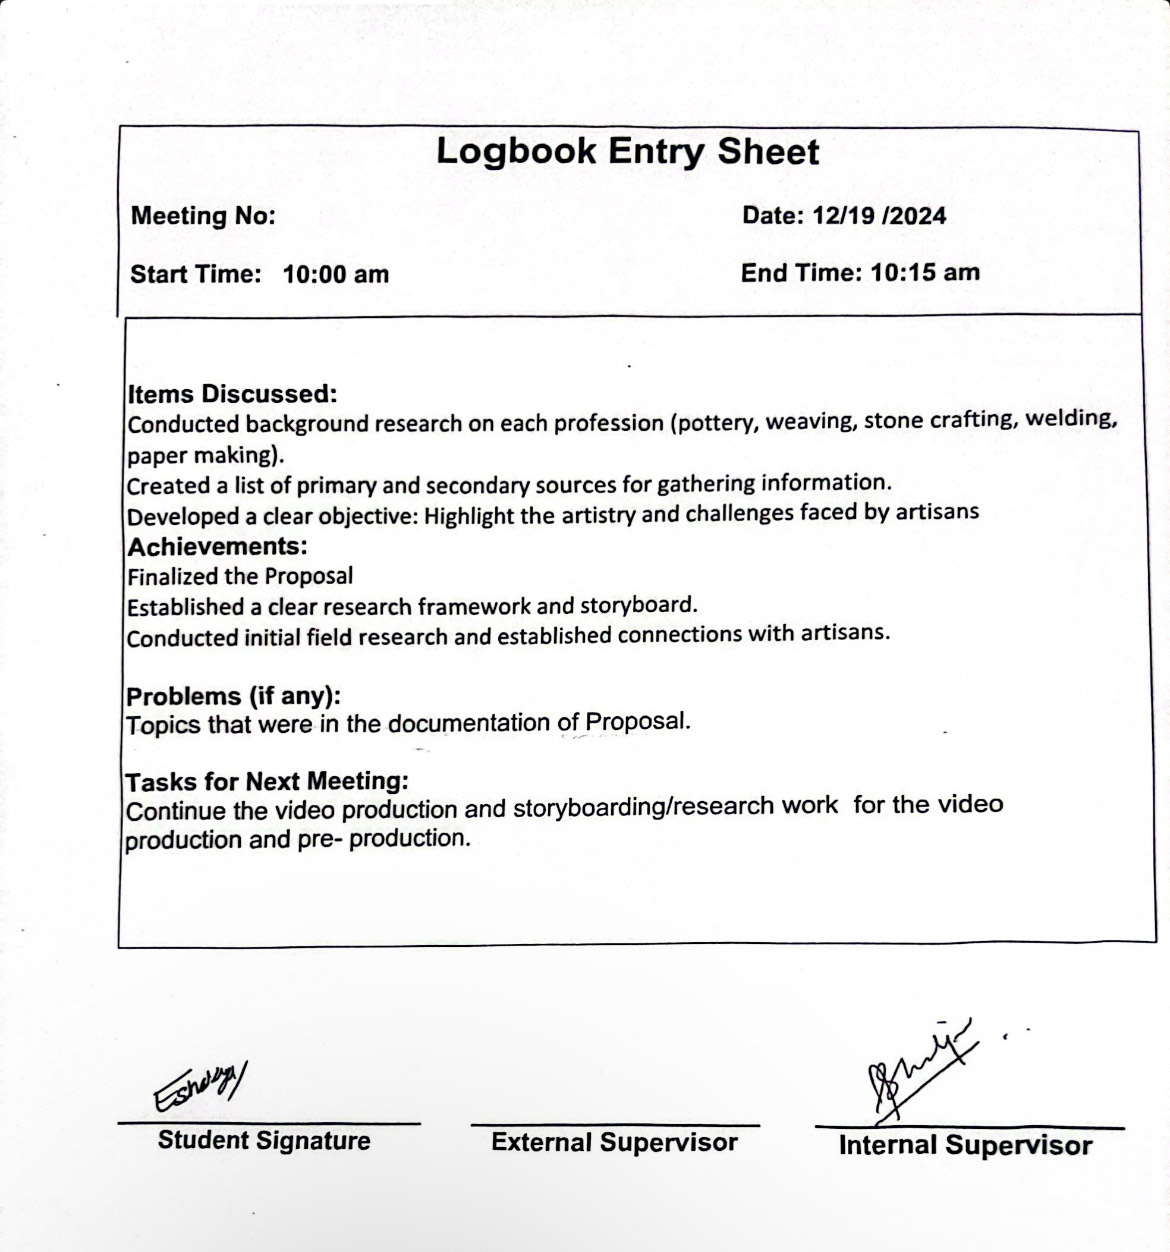 Logbook Entry Sheet
Meeting No:
Date: 12/19 /2024
Start Time: 10:00 am
End Time: 10:15 am
Items Discussed:
Conducted background research on each profession (pottery, weaving, stone crafting, welding,
paper making).
Created a list of primary and secondary sources for gathering information.
Developed a clear objective: Highlight the artistry and challenges faced by artisans
Achievements:
Finalized the Proposal
Established a clear research framework and storyboard.
Conducted initial field research and established connections with artisans.
Problems (if any):
Topics that were in the documentation of Proposal.
Tasks for Next Meeting:
Continue the video production and storyboarding/research work  for the video
production and pre- production.
Student Signature
External Supervisor
Internal Supervisor